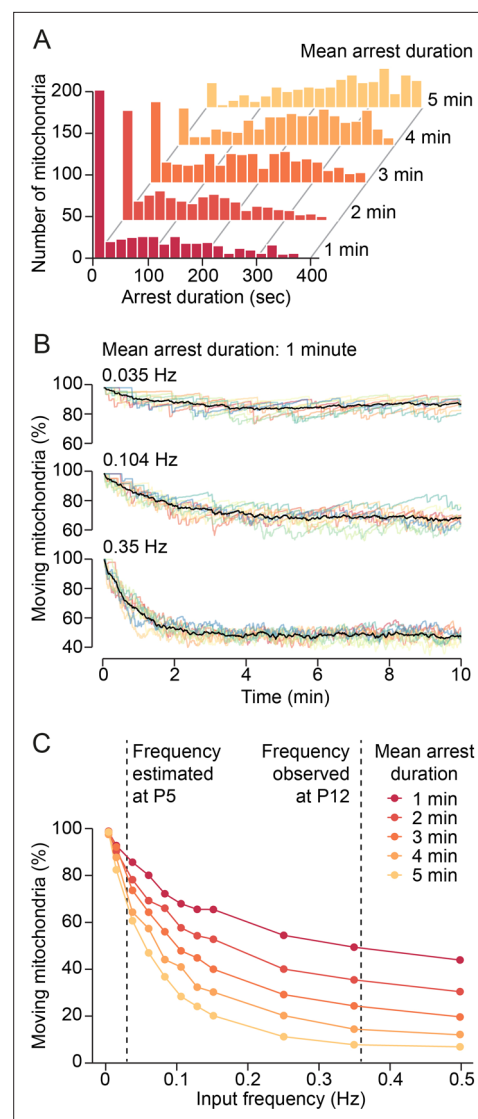 A
Mean arrest duration
Number of mitochondria
200
150
100
50
0
5 min
4 min
3 min
2 min
1 min
0 100 200 300 400
Arrest duration (sec)
B
Mean arrest duration: 1 minute
0.035 Hz
100
80
60
0.104 Hz
100
80
60
0.35 Hz
100
80
60
40
Moving mitochondria (%)
0 2 4 6 8 10
Time (min)
C
Frequency
estimated
at P5
Frequency
observed
at P12
Mean arrest
duration
1 min
2 min
3 min
4 min
5 min
Moving mitochondria (%)
100
80
60
40
20
0
0 0.1 0.2 0.3 0.4 0.5
Input frequency (Hz)